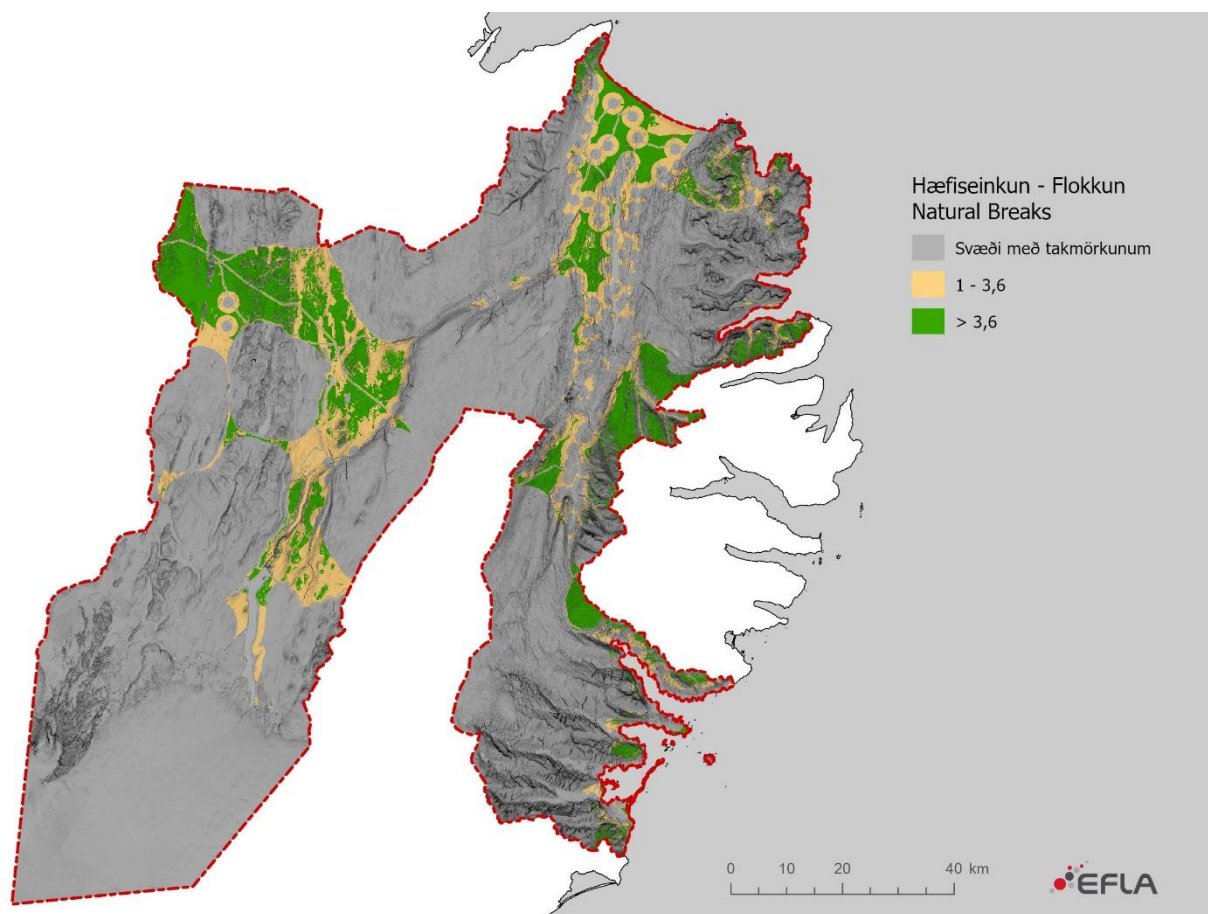 Hæfiseinkun - Flokkun
Natural Breaks
Svæði með takmörkunum
1 - 3,6
> 3,6
0 10 20 40 km
EFLA